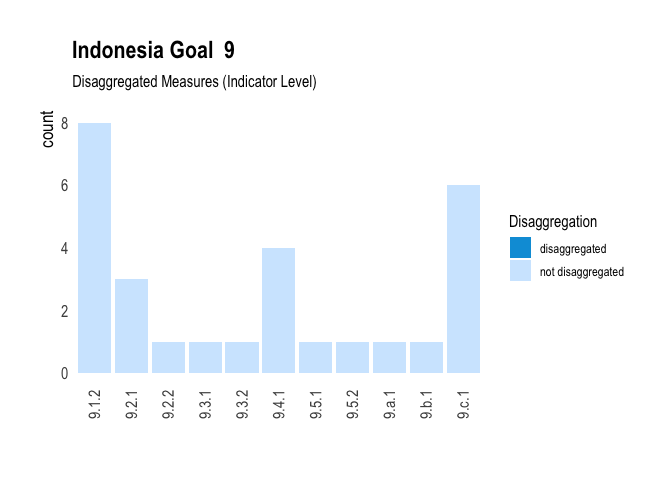 Indonesia Goal  9
Disaggregated Measures (Indicator Level)
count
8
6
4
2
0
9.1.2
9.2.1
9.2.2
9.3.1
9.3.2
9.4.1
9.5.1
9.5.2
9.a.1
9.b.1
9.c.1
Disaggregation
disaggregated
not disaggregated